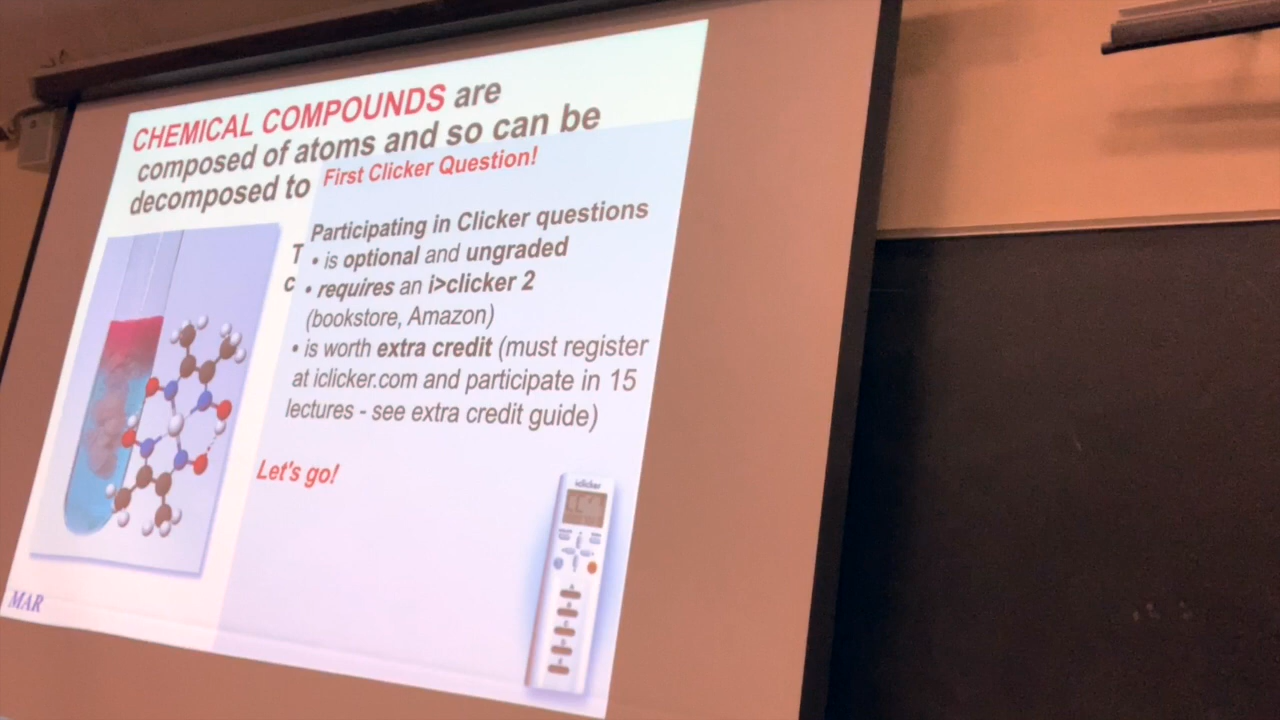 CHEMICAL COMPOUNDS are
composed of atoms and so can be
decomposed to
First Clicker Question!
T
c
Participating in Clicker questions
• is optional and ungraded
• requires an i>clicker 2
(bookstore, Amazon)
• is worth extra credit (must register
at iclicker.com and participate in 15
lectures - see extra credit guide)
Let's go!
iclicker
MAR